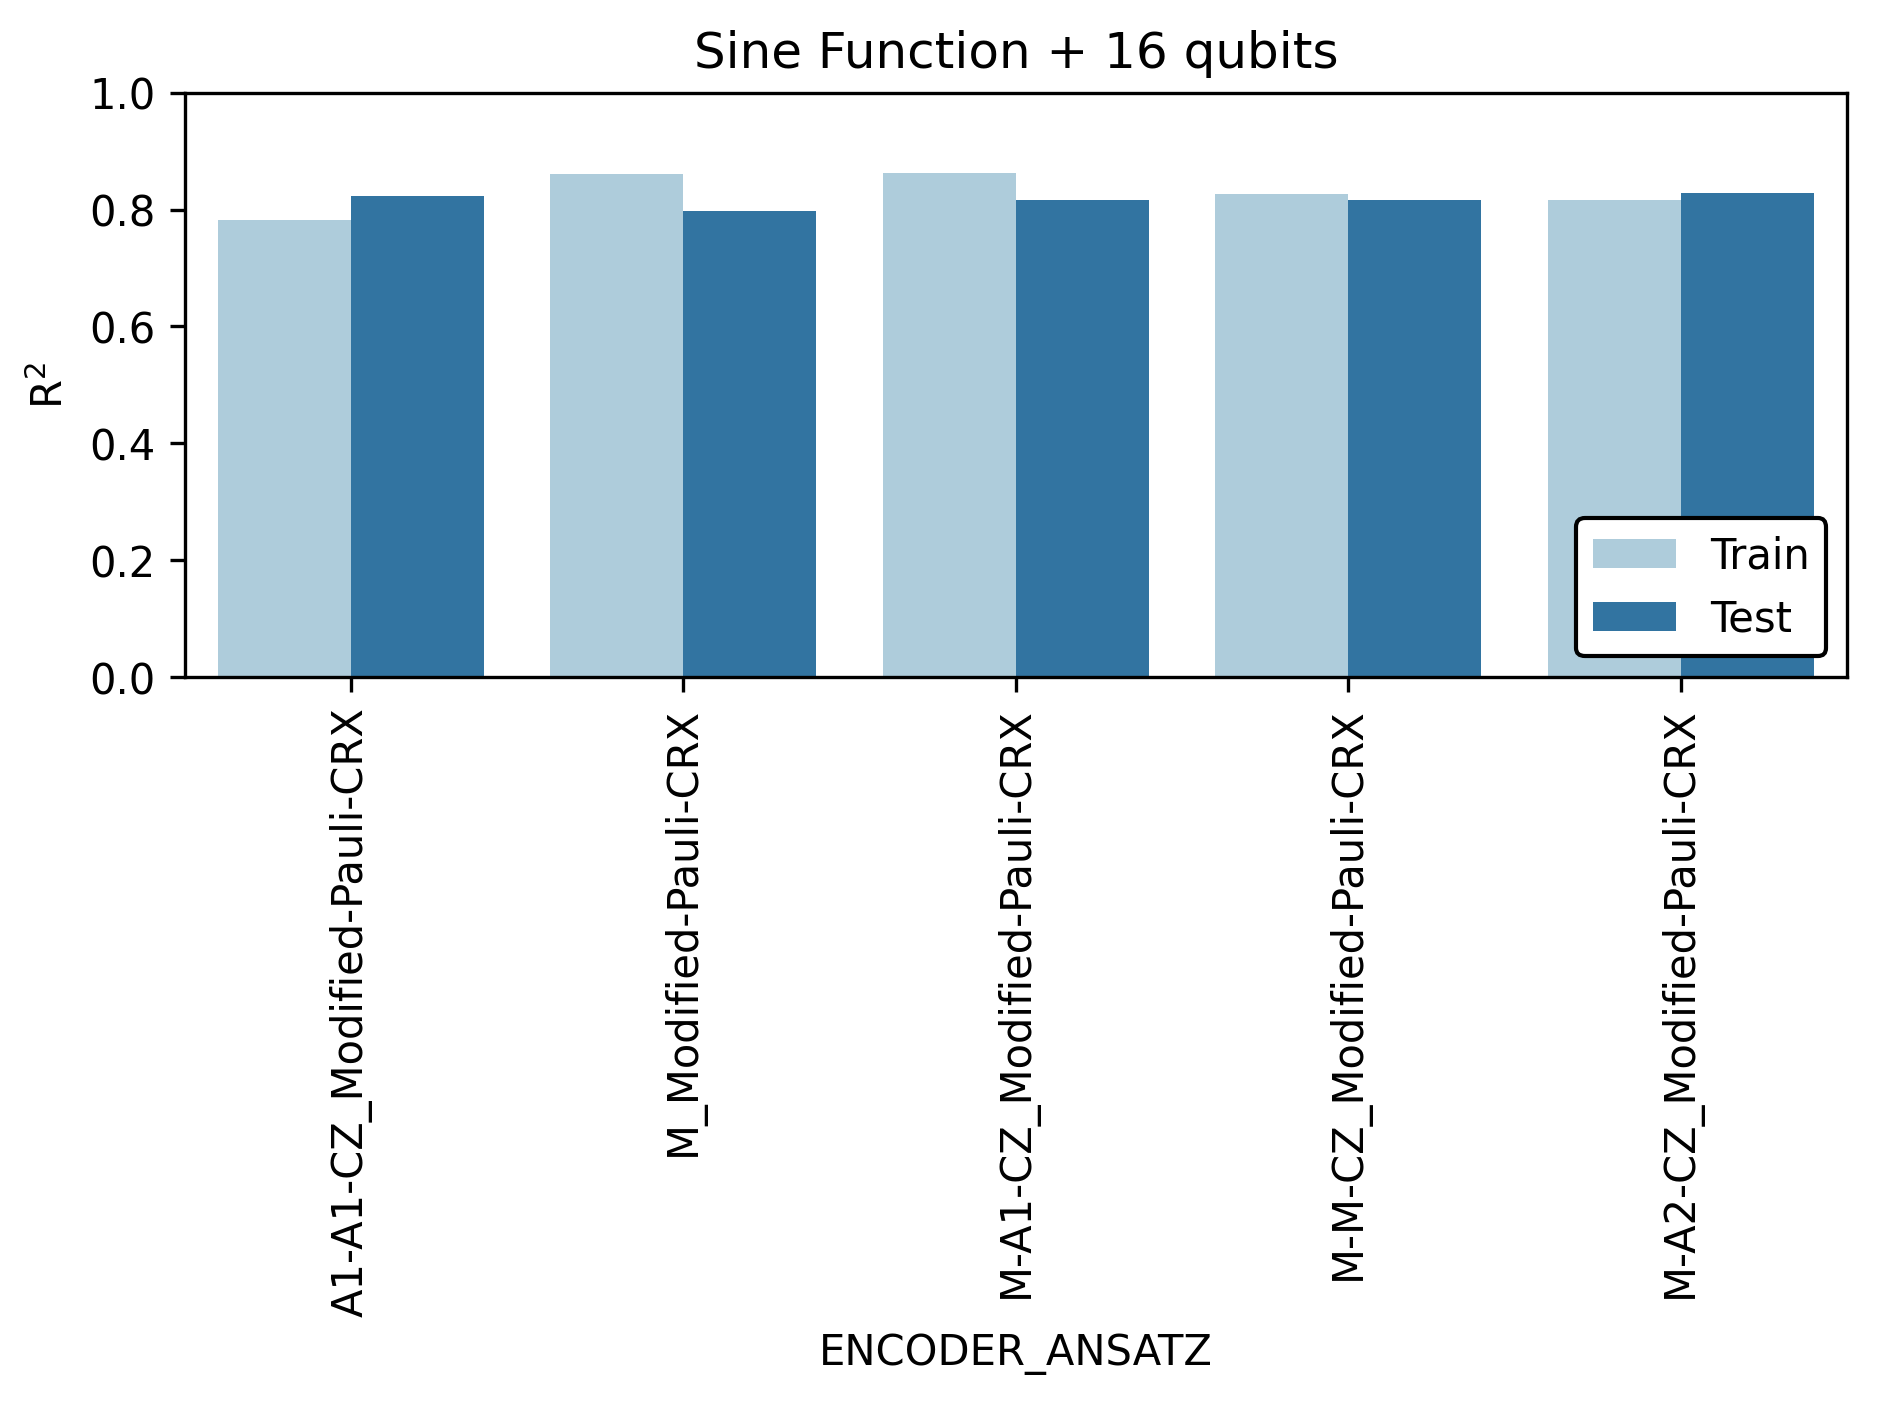 Sine Function + 16 qubits
1.0
0.8
0.6
0.4
0.2
0.0
R²
Train
Test
A1-A1-CZ_Modified-Pauli-CRX
M_Modified-Pauli-CRX
M-A1-CZ_Modified-Pauli-CRX
M-M-CZ_Modified-Pauli-CRX
M-A2-CZ_Modified-Pauli-CRX
ENCODER_ANSATZ